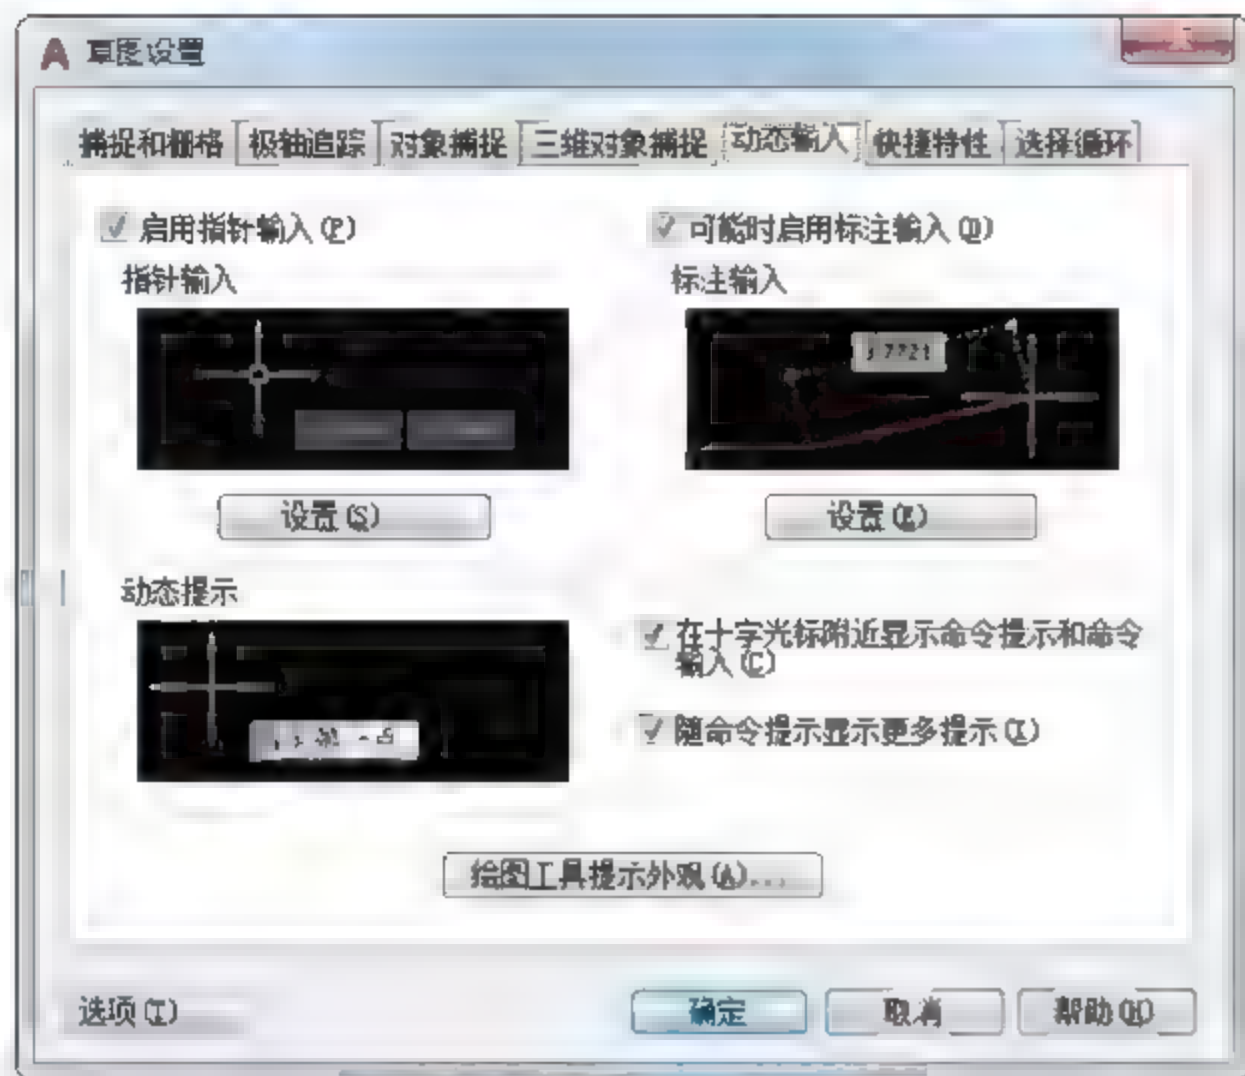 草图设置
捕捉和栅格 极轴追踪 对象捕捉 三维对象捕捉 动态输入 快捷特性 选择循环
启用指针输入(P) 可能时启用标注输入(D)
指针输入 标注输入
设置(S) 设置(E)
动态提示
在十字光标附近显示命令提示和命令
输入(C)
随命令提示显示更多提示(I)
绘图工具提示外观(A)...
选项(T) 确定 取消 帮助(H)